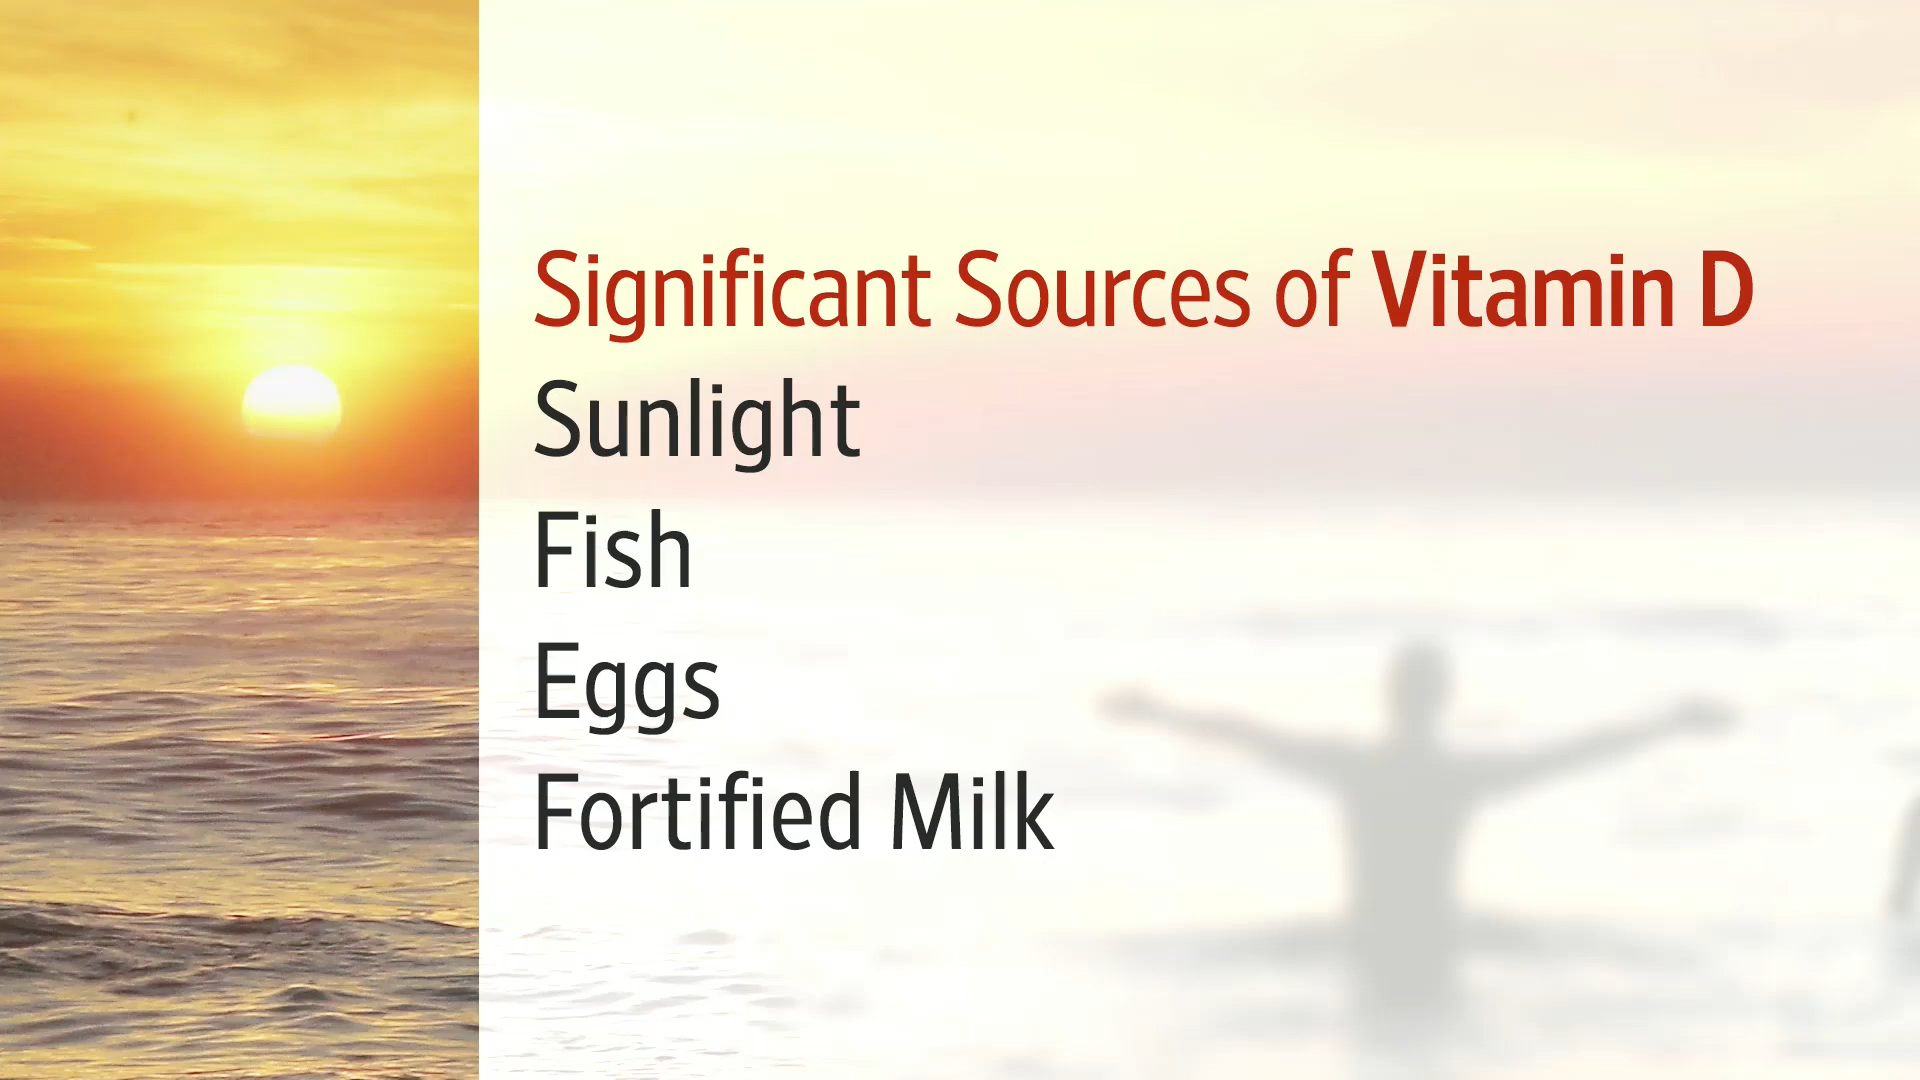 Significant Sources of Vitamin D
Sunlight
Fish
Eggs
Fortified Milk